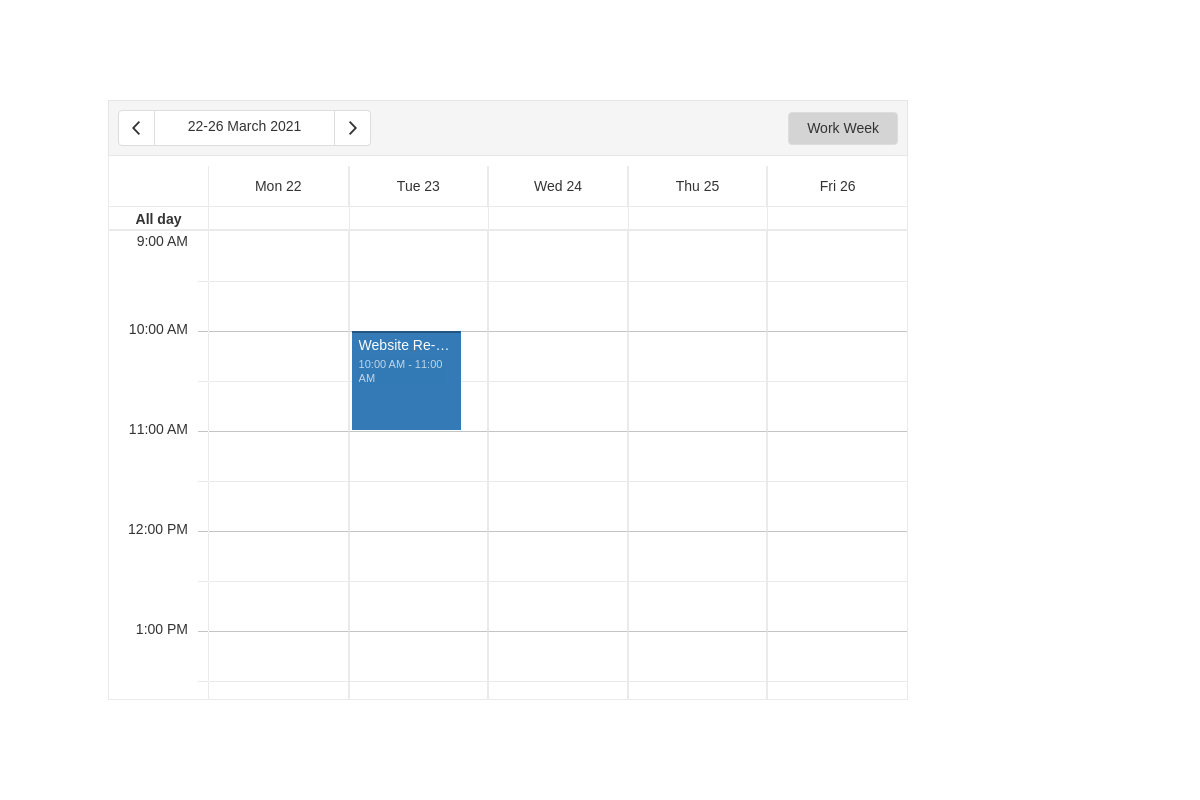 22-26 March 2021
Work Week
Mon 22
Tue 23
Wed 24
Thu 25
Fri 26
All day
9:00 AM
10:00 AM
Website Re-…
10:00 AM - 11:00
AM
11:00 AM
12:00 PM
1:00 PM